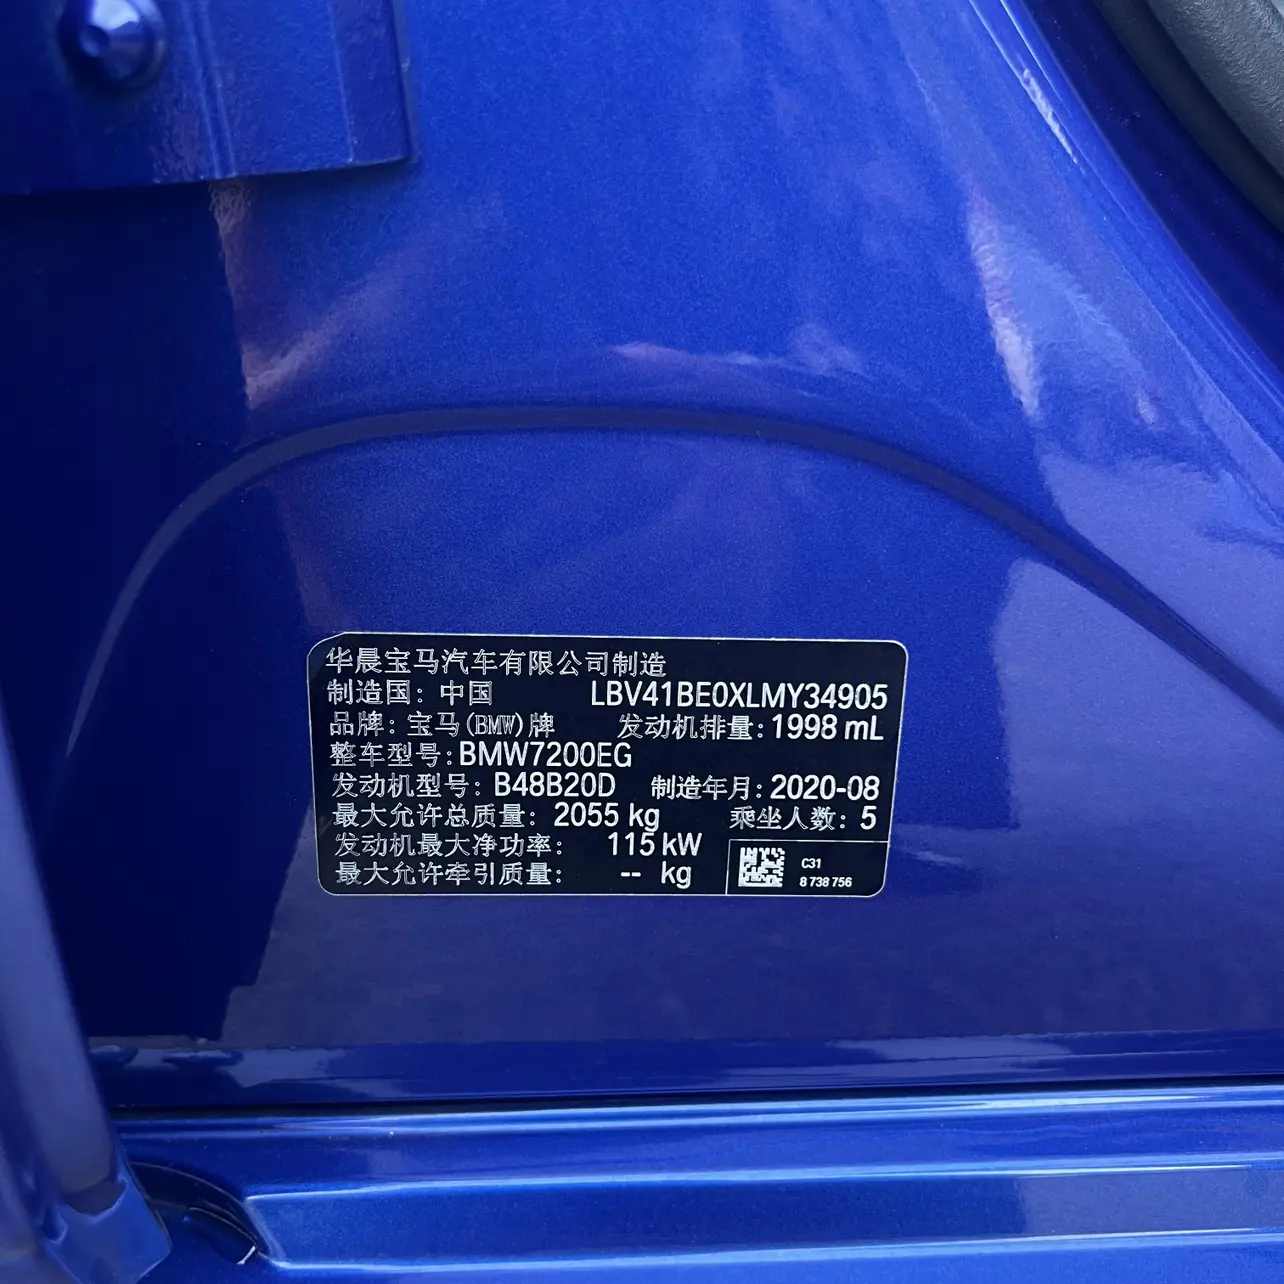 华晨宝马汽车有限公司制造
制造国：中国 LBV41BE0XLMY34905
品牌：宝马(BMW)牌 发动机排量：1998 mL
整车型号：BMW7200EG
发动机型号：B48B20D 制造年月：2020-08
最大允许总质量：2055 kg 乘坐人数：5
发动机最大净功率：115 kW
最大允许牵引质量：-- kg
C31
8 738 756